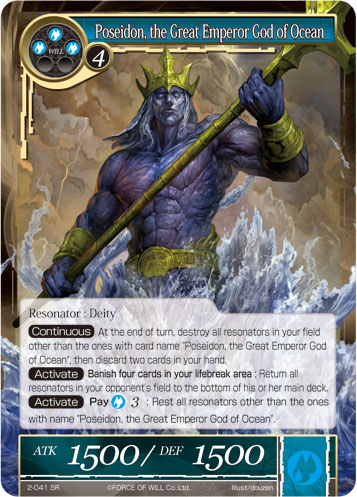 Poseidon, the Great Emperor God of Ocean
WILL
4
Resonator : Deity
Continuous At the end of turn, destroy all resonators in your field
other than the ones with card name "Poseidon, the Great Emperor God
of Ocean", then discard two cards in your hand.
Activate Banish four cards in your lifebreak area : Return all
resonators in your opponent's field to the bottom of his or her main deck.
Activate Pay 3 : Rest all resonators other than the ones
with name "Poseidon, the Great Emperor God of Ocean".
ATK 1500 / DEF 1500
2-041 SR ©FORCE OF WILL Co.,Ltd. Illust/douzen